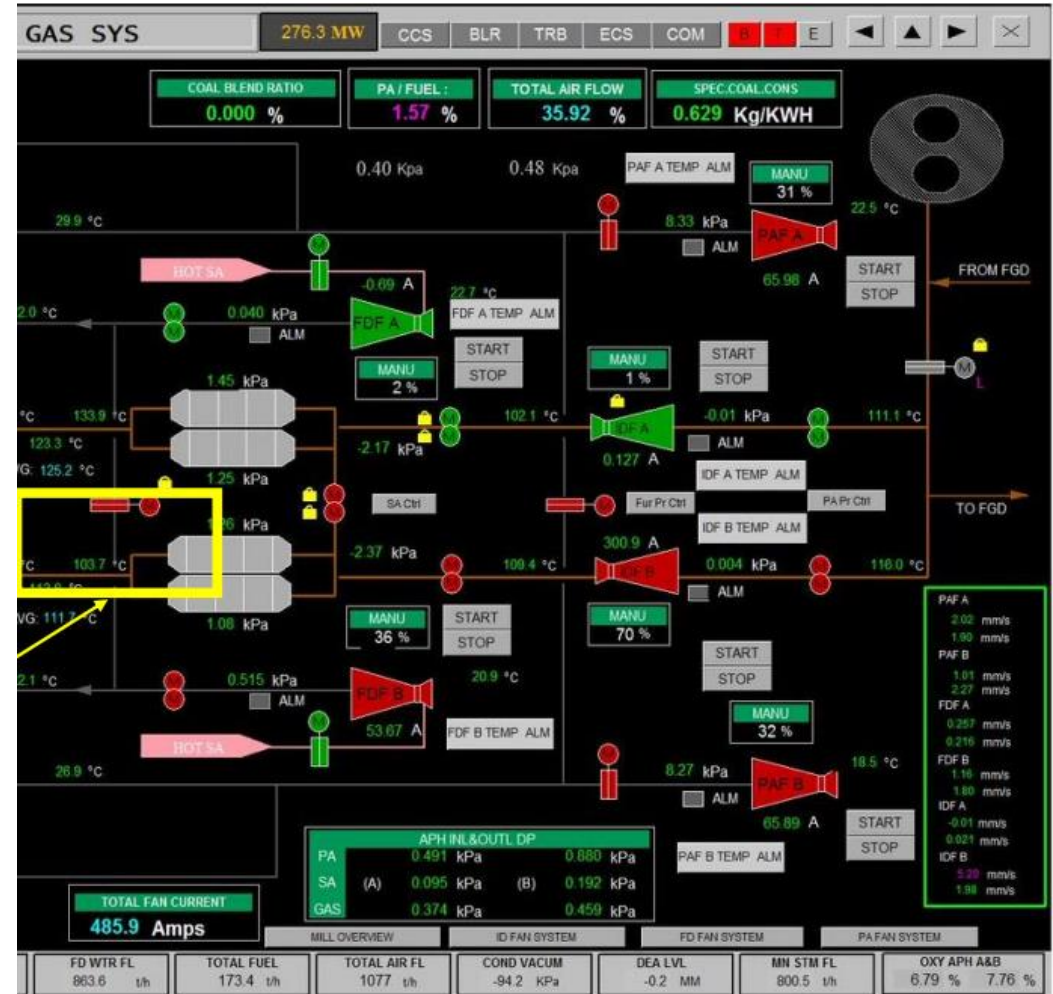 GAS SYS 276.3 MW CCS BLR TRB ECS COM B T E
COAL BLEND RATIO PA / FUEL : TOTAL AIR FLOW SPEC.COAL.CONS
0.000 % 1.57 % 35.92 % 0.629 Kg/KWH
0.40 Kpa 0.48 Kpa PAF A TEMP ALM MANU
31 %
29.9 °C 8.33 kPa PAF A 22.5 °C
ALM
HOT SA 65.98 A START FROM FGD
-0.69 A STOP
22.7 °C
2.0 °C 0.040 kPa FDF A FDF A TEMP ALM
ALM
START START
MANU STOP MANU STOP
2 % 1 %
1.45 kPa M L
°C 133.9 °C 102.1 °C IDF A -0.01 kPa 111.1 °C
123.3 °C -2.17 kPa ALM
VG: 125.2 °C 0.127 A
1.25 kPa IDF A TEMP ALM
SA Ctrl Fur Pr Ctrl PA Pr Ctrl TO FGD
1.26 kPa IDF B TEMP ALM
300.9 A
°C 103.7 °C -2.37 kPa 109.4 °C IDF B 0.004 kPa 116.0 °C
ALM
VG: 111.7 °C 1.08 kPa MANU START MANU
36 % STOP 70 %
START
STOP
2.1 °C 0.515 kPa FDF B 20.9 °C
ALM
53.67 A FDF B TEMP ALM MANU
HOT SA 32 %
26.9 °C 8.27 kPa PAF B 18.5 °C
ALM
65.89 A START
STOP
PAF B TEMP ALM
PAF A
2.02 mm/s
1.90 mm/s
PAF B
1.01 mm/s
2.27 mm/s
FDF A
0.257 mm/s
0.216 mm/s
FDF B
1.16 mm/s
1.80 mm/s
IDF A
-0.01 mm/s
0.021 mm/s
IDF B
5.20 mm/s
1.98 mm/s
APH INL&OUTL DP
PA 0.491 kPa 0.880 kPa
SA (A) 0.095 kPa (B) 0.192 kPa
GAS 0.374 kPa 0.459 kPa
TOTAL FAN CURRENT
485.9 Amps
MILL OVERVIEW ID FAN SYSTEM FD FAN SYSTEM PA FAN SYSTEM
FD WTR FL TOTAL FUEL TOTAL AIR FL COND VACUM DEA LVL MN STM FL OXY APH A&B
863.6 t/h 173.4 t/h 1077 t/h -94.2 KPa -0.2 MM 800.5 t/h 6.79 % 7.76 %